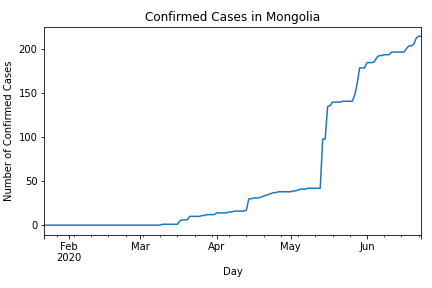 Confirmed Cases in Mongolia
Number of Confirmed Cases
200
150
100
50
0
Feb
2020
Mar
Apr
May
Jun
Day